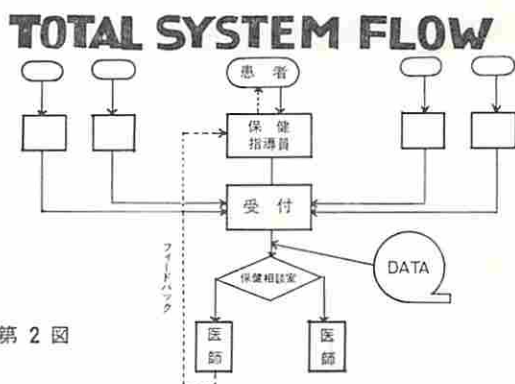 TOTAL SYSTEM FLOW
患者
保健
指導員
受付
フィードバック
DATA
保健相談室
第2図
医師
医師